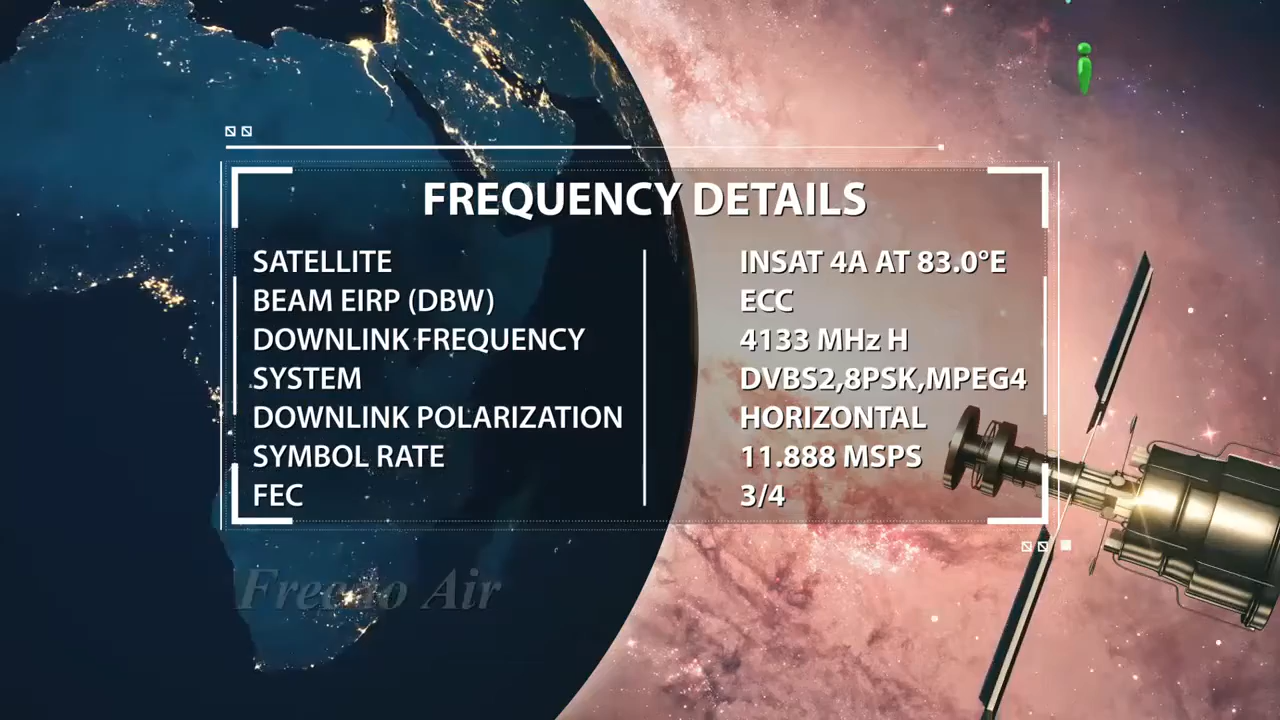 FREQUENCY DETAILS
SATELLITE INSAT 4A AT 83.0°E
BEAM EIRP (DBW) ECC
DOWNLINK FREQUENCY 4133 MHz H
SYSTEM DVBS2,8PSK,MPEG4
DOWNLINK POLARIZATION HORIZONTAL
SYMBOL RATE 11.888 MSPS
FEC 3/4
Air